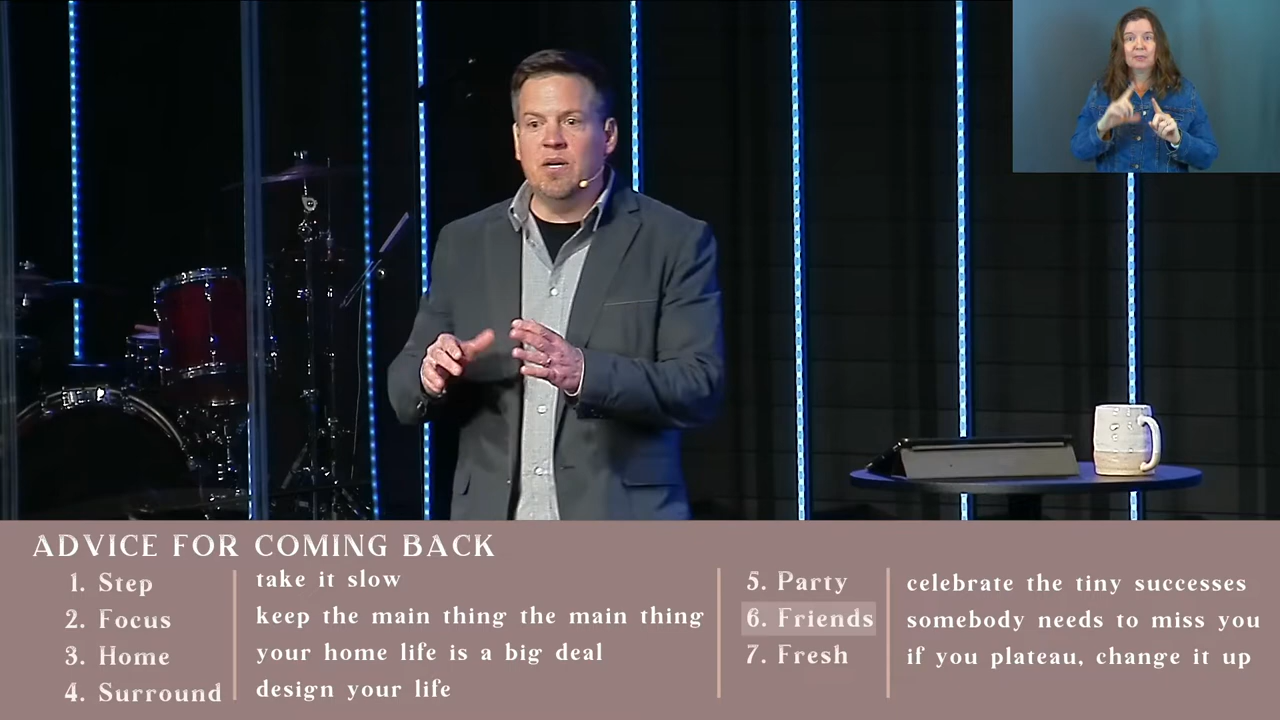 ADVICE FOR COMING BACK
1. Step take it slow
2. Focus keep the main thing the main thing
3. Home your home life is a big deal
4. Surround design your life
5. Party celebrate the tiny successes
6. Friends somebody needs to miss you
7. Fresh if you plateau, change it up